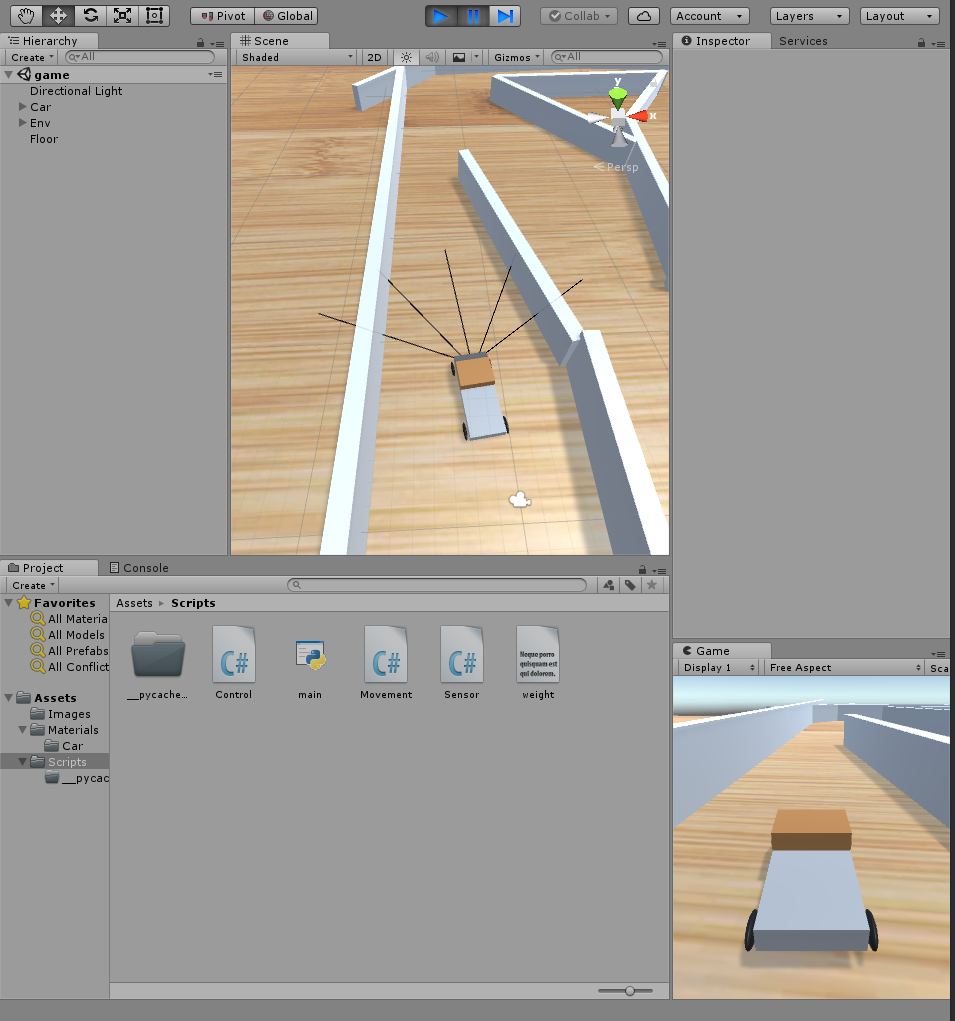 Pivot Global Collab Account Layers Layout
Hierarchy
Create All
game
Directional Light
Car
Env
Floor
Scene
Shaded 2D Gizmos All
y
x
Persp
Inspector Services
Project Console
Create
Favorites
All Materia
All Models
All Prefabs
All Conflict
Assets
Images
Materials
Car
Scripts
__pycac
Assets Scripts
C# C# C# Neque porro
quisquam est
qui dolorem.
__pycache... Control main Movement Sensor weight
Game
Display 1 Free Aspect Sca